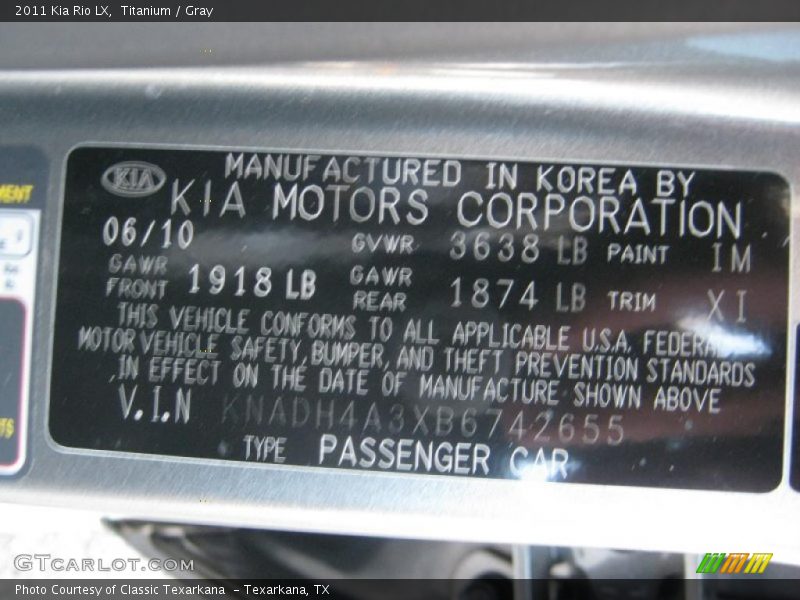 2011 Kia Rio LX, Titanium / Gray
MENT
KIA
MANUFACTURED IN KOREA BY
KIA MOTORS CORPORATION
06/10 GVWR 3638 LB PAINT IM
GAWR FRONT 1918 LB GAWR REAR 1874 LB TRIM XI
THIS VEHICLE CONFORMS TO ALL APPLICABLE U.S.A. FEDERAL
MOTOR VEHICLE SAFETY, BUMPER, AND THEFT PREVENTION STANDARDS
IN EFFECT ON THE DATE OF MANUFACTURE SHOWN ABOVE
V.I.N KNADH4A3XB6742655
TYPE PASSENGER CAR
GTcarlot.com
Photo Courtesy of Classic Texarkana - Texarkana, TX